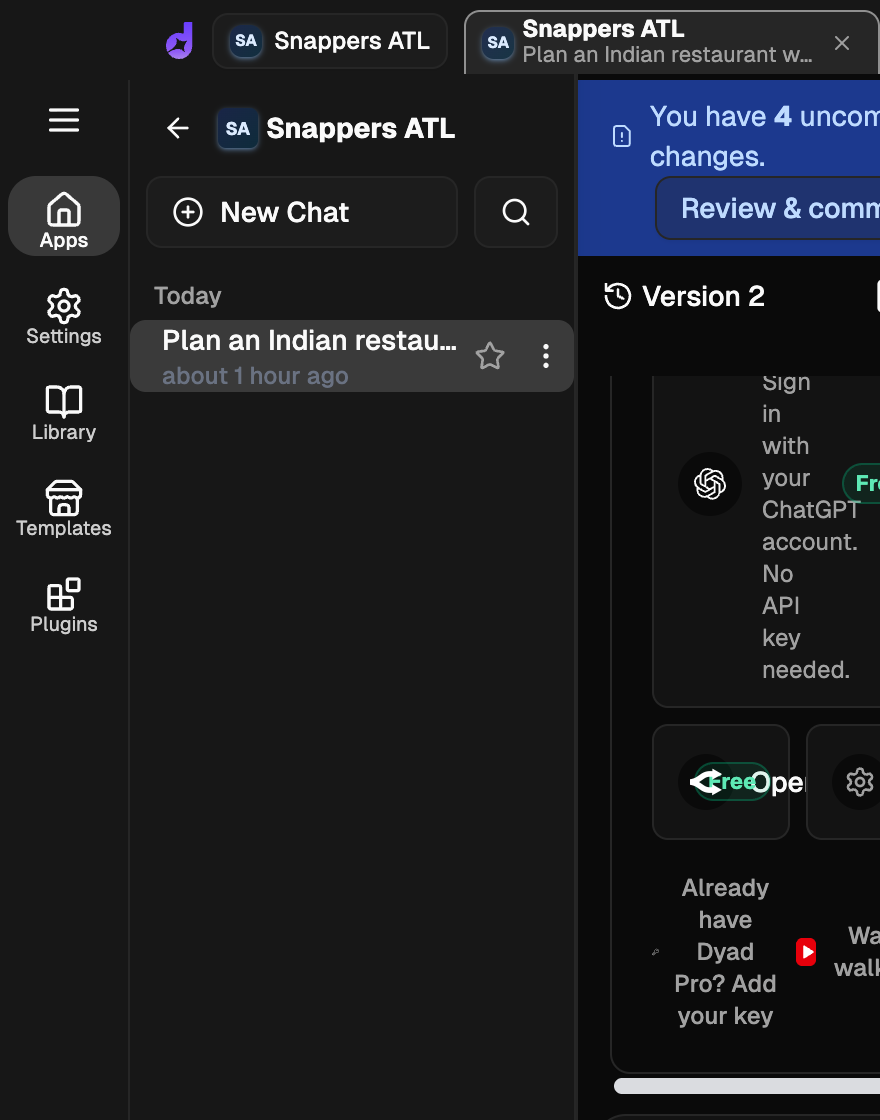 SA Snappers ATL
SA Snappers ATL
Plan an Indian restaurant w...
Apps
Settings
Library
Templates
Plugins
SA Snappers ATL
New Chat
Today
Plan an Indian restau...
about 1 hour ago
You have 4 uncom
changes.
Review & comm
Version 2
Sign
in
with
your
ChatGPT
account.
No
API
key
needed.
Fre
Free
Ope
Already
have
Dyad
Pro? Add
your key
Wa
walk